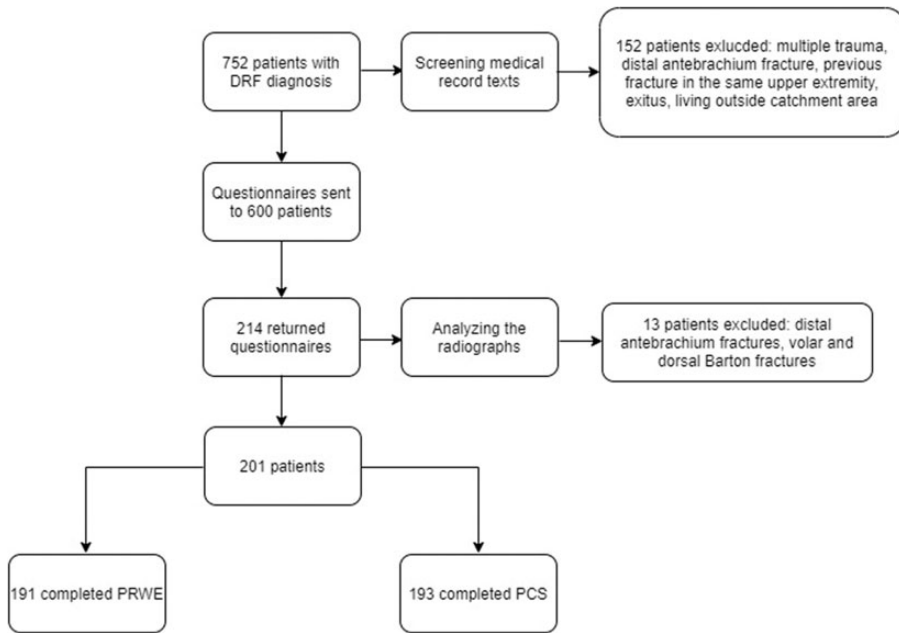 752 patients with
DRF diagnosis
Screening medical
record texts
152 patients exlucded: multiple trauma,
distal antebrachium fracture, previous
fracture in the same upper extremity,
exitus, living outside catchment area
Questionnaires sent
to 600 patients
214 returned
questionnaires
Analyzing the
radiographs
13 patients excluded: distal
antebrachium fractures, volar and
dorsal Barton fractures
201 patients
191 completed PRWE
193 completed PCS